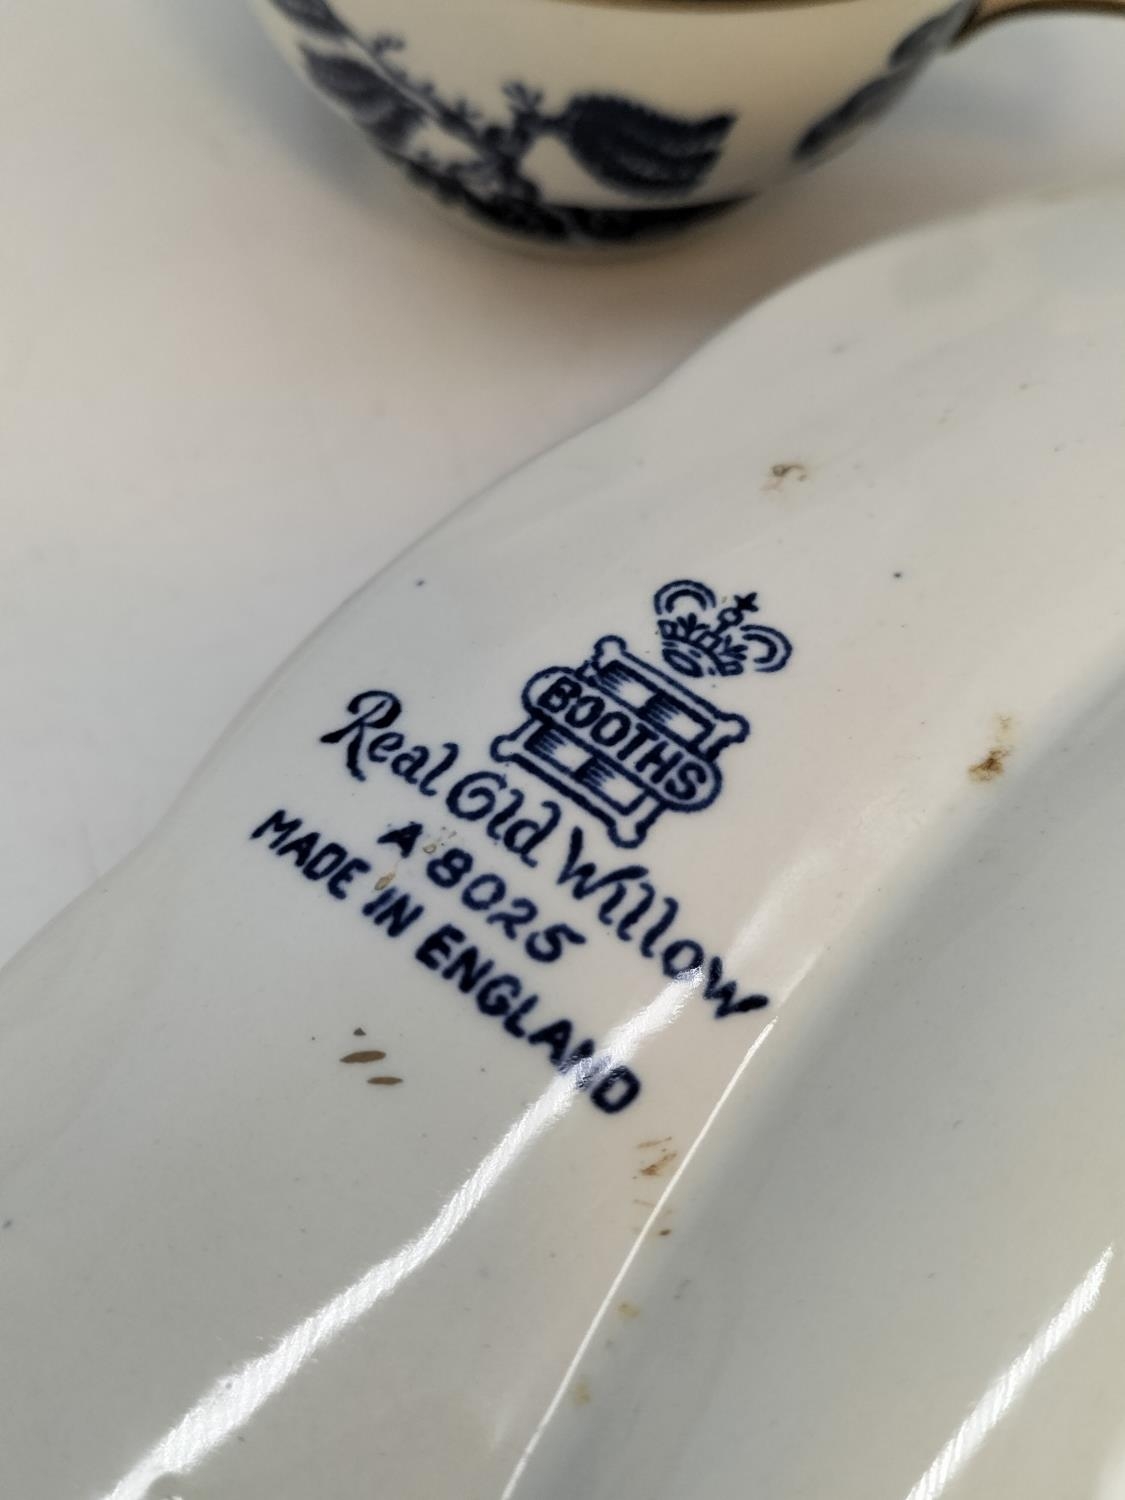 BOOTHS
Real Old Willow
A 8025
MADE IN ENGLAND